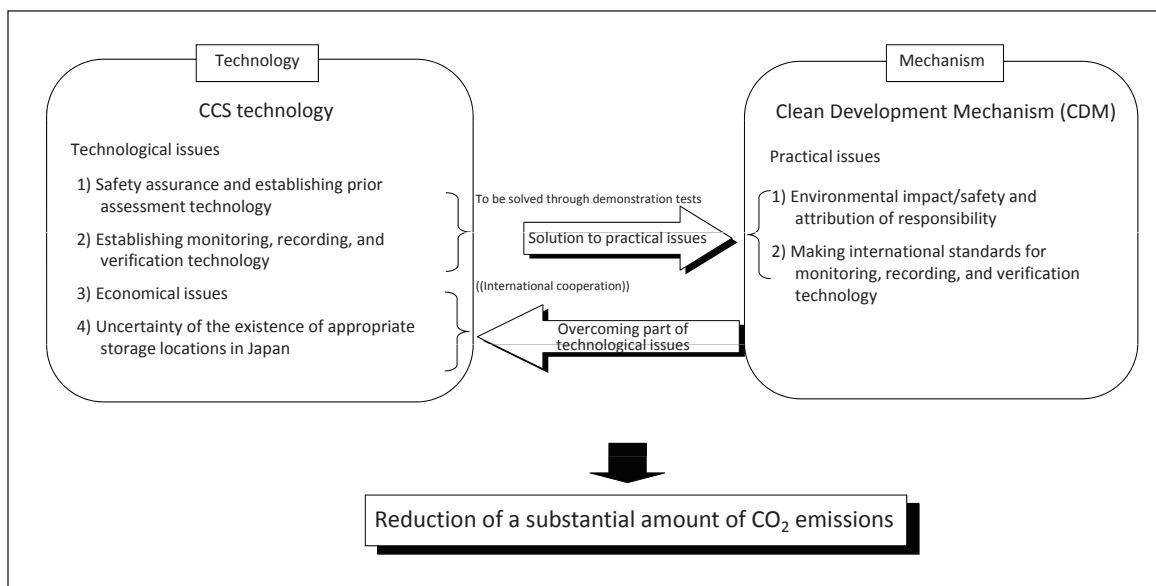 Technology
CCS technology
Technological issues
1) Safety assurance and establishing prior
assessment technology
2) Establishing monitoring, recording, and
verification technology
3) Economical issues
4) Uncertainty of the existence of appropriate
storage locations in Japan
To be solved through demonstration tests
Solution to practical issues
((International cooperation))
Overcoming part of
technological issues
Mechanism
Clean Development Mechanism (CDM)
Practical issues
1) Environmental impact/safety and
attribution of responsibility
2) Making international standards for
monitoring, recording, and verification
technology
Reduction of a substantial amount of CO₂ emissions